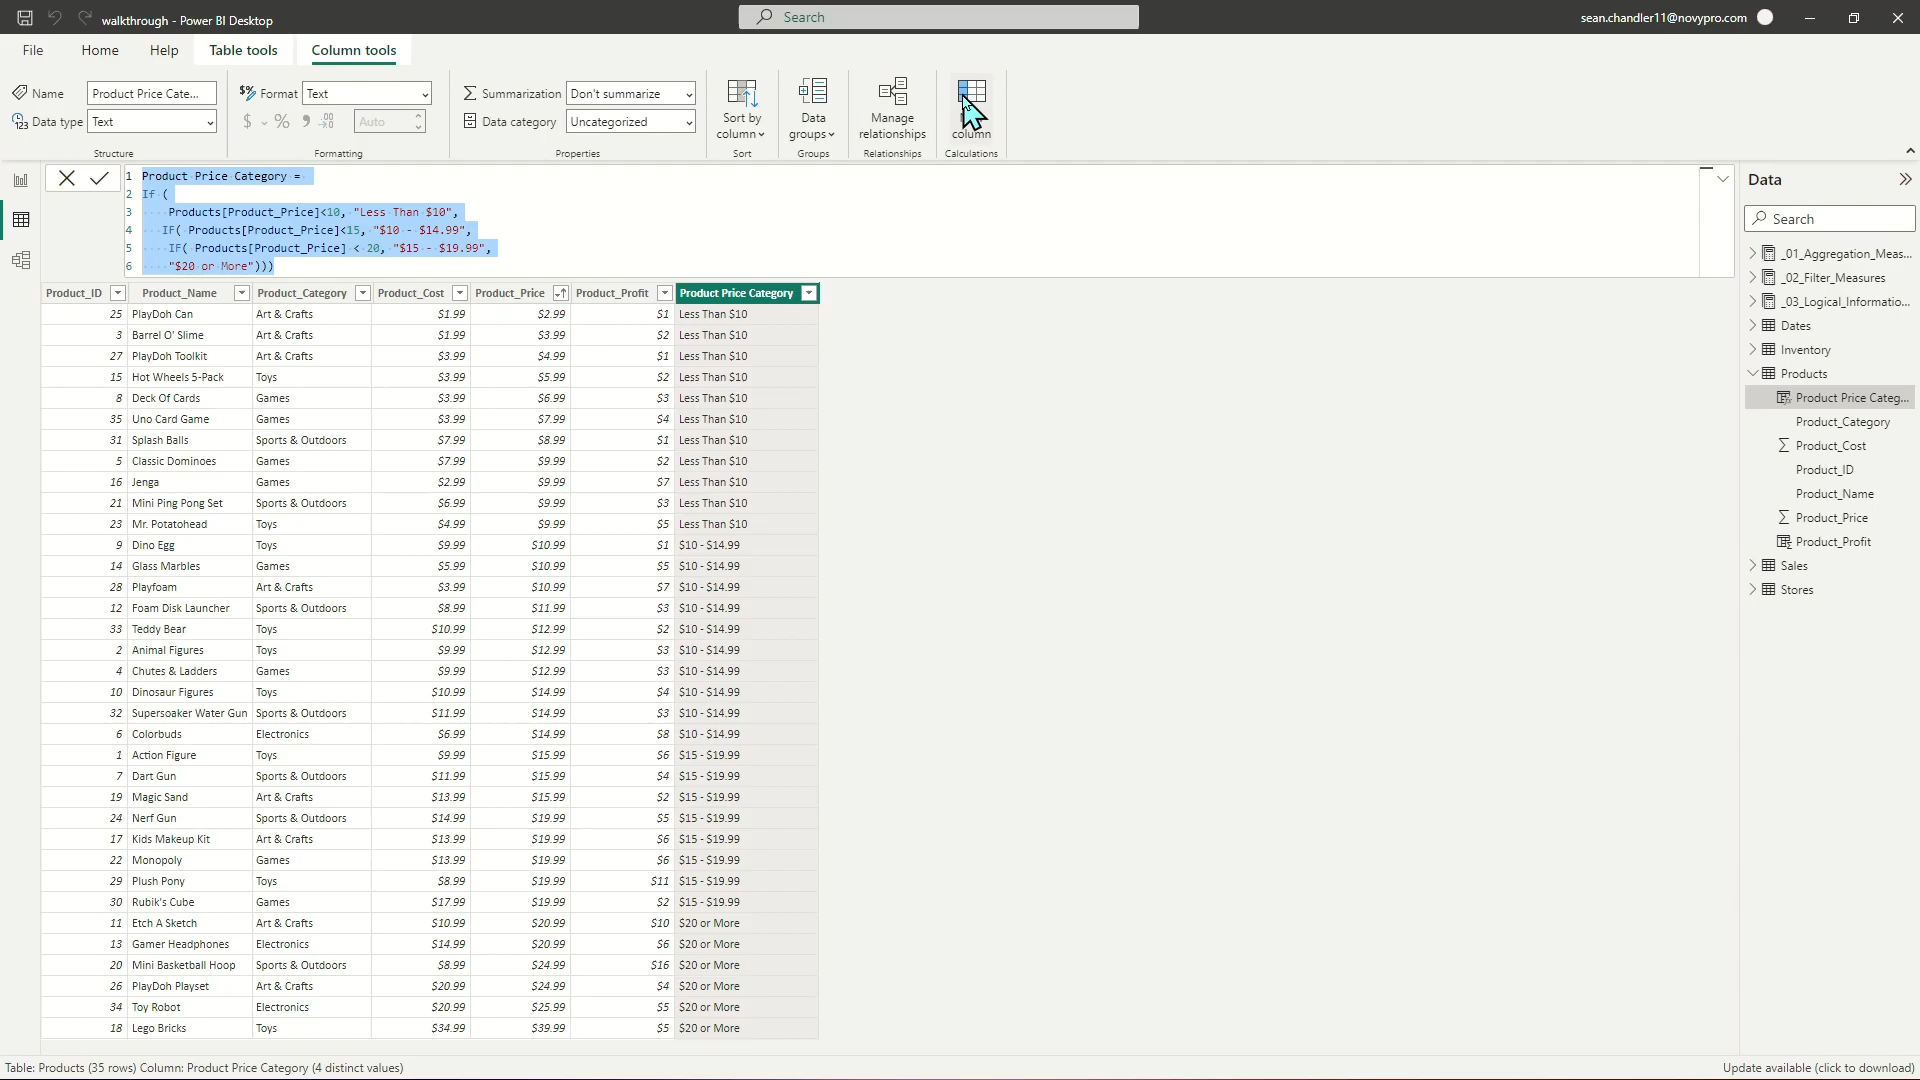 walkthrough - Power BI Desktop
Search
sean.chandler11@novypro.com
File Home Help Table tools Column tools
Name Product Price Cate...
Data type Text
Structure
Format Text
$ % 9 .00 Auto
Formatting
Summarization Don't summarize
Data category Uncategorized
Properties
Sort by column
Sort
Data groups
Groups
Manage relationships
Relationships
column
Calculations
1 Product Price Category =
2 If (
3 Products[Product_Price]<10, "Less Than $10",
4 IF( Products[Product_Price]<15, "$10 - $14.99",
5 IF( Products[Product_Price] < 20, "$15 - $19.99",
6 "$20 or More")))
Product_ID Product_Name Product_Category Product_Cost Product_Price Product_Profit Product Price Category
25 PlayDoh Can Art & Crafts $1.99 $2.99 $1 Less Than $10
3 Barrel O' Slime Art & Crafts $1.99 $3.99 $2 Less Than $10
27 PlayDoh Toolkit Art & Crafts $3.99 $4.99 $1 Less Than $10
15 Hot Wheels 5-Pack Toys $3.99 $5.99 $2 Less Than $10
8 Deck Of Cards Games $3.99 $6.99 $3 Less Than $10
35 Uno Card Game Games $3.99 $7.99 $4 Less Than $10
31 Splash Balls Sports & Outdoors $7.99 $8.99 $1 Less Than $10
5 Classic Dominoes Games $7.99 $9.99 $2 Less Than $10
16 Jenga Games $2.99 $9.99 $7 Less Than $10
21 Mini Ping Pong Set Sports & Outdoors $6.99 $9.99 $3 Less Than $10
23 Mr. Potatohead Toys $4.99 $9.99 $5 Less Than $10
9 Dino Egg Toys $9.99 $10.99 $1 $10 - $14.99
14 Glass Marbles Games $5.99 $10.99 $5 $10 - $14.99
28 Playfoam Art & Crafts $3.99 $10.99 $7 $10 - $14.99
12 Foam Disk Launcher Sports & Outdoors $8.99 $11.99 $3 $10 - $14.99
33 Teddy Bear Toys $10.99 $12.99 $2 $10 - $14.99
2 Animal Figures Toys $9.99 $12.99 $3 $10 - $14.99
4 Chutes & Ladders Games $9.99 $12.99 $3 $10 - $14.99
10 Dinosaur Figures Toys $10.99 $14.99 $4 $10 - $14.99
32 Supersoaker Water Gun Sports & Outdoors $11.99 $14.99 $3 $10 - $14.99
6 Colorbuds Electronics $6.99 $14.99 $8 $10 - $14.99
1 Action Figure Toys $9.99 $15.99 $6 $15 - $19.99
7 Dart Gun Sports & Outdoors $11.99 $15.99 $4 $15 - $19.99
19 Magic Sand Art & Crafts $13.99 $15.99 $2 $15 - $19.99
24 Nerf Gun Sports & Outdoors $14.99 $19.99 $5 $15 - $19.99
17 Kids Makeup Kit Art & Crafts $13.99 $19.99 $6 $15 - $19.99
22 Monopoly Games $13.99 $19.99 $6 $15 - $19.99
29 Plush Pony Toys $8.99 $19.99 $11 $15 - $19.99
30 Rubik's Cube Games $17.99 $19.99 $2 $15 - $19.99
11 Etch A Sketch Art & Crafts $10.99 $20.99 $10 $20 or More
13 Gamer Headphones Electronics $14.99 $20.99 $6 $20 or More
20 Mini Basketball Hoop Sports & Outdoors $8.99 $24.99 $16 $20 or More
26 PlayDoh Playset Art & Crafts $20.99 $24.99 $4 $20 or More
34 Toy Robot Electronics $20.99 $25.99 $5 $20 or More
18 Lego Bricks Toys $34.99 $39.99 $5 $20 or More
Data
Search
_01_Aggregation_Meas...
_02_Filter_Measures
_03_Logical_Informatio...
Dates
Inventory
Products
Product Price Categ...
Product_Category
Product_Cost
Product_ID
Product_Name
Product_Price
Product_Profit
Sales
Stores
Table: Products (35 rows) Column: Product Price Category (4 distinct values)
Update available (click to download)